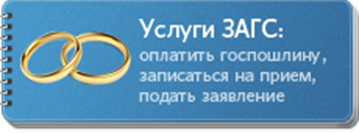 Услуги ЗАГС:
оплатить госпошлину,
записаться на прием,
подать заявление